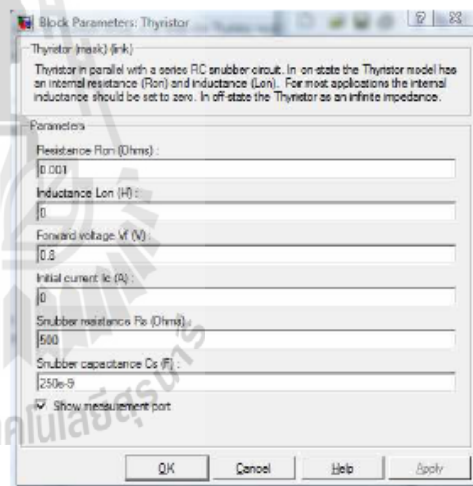 Block Parameters: Thyristor
Thyristor (mask) (link)
Thyristor in parallel with a series RC snubber circuit. In on-state the Thyristor model has
an internal resistance (Ron) and inductance (Lon). For most applications the internal
inductance should be set to zero. In off-state the Thyristor as an infinite impedance.
Parameters
Resistance Ron (Ohms) :
0.001
Inductance Lon (H) :
0
Forward voltage Vf (V) :
0.8
Initial current Ic (A) :
0
Snubber resistance Rs (Ohms) :
500
Snubber capacitance Cs (F) :
250e-9
Show measurement port
OK Cancel Help Apply